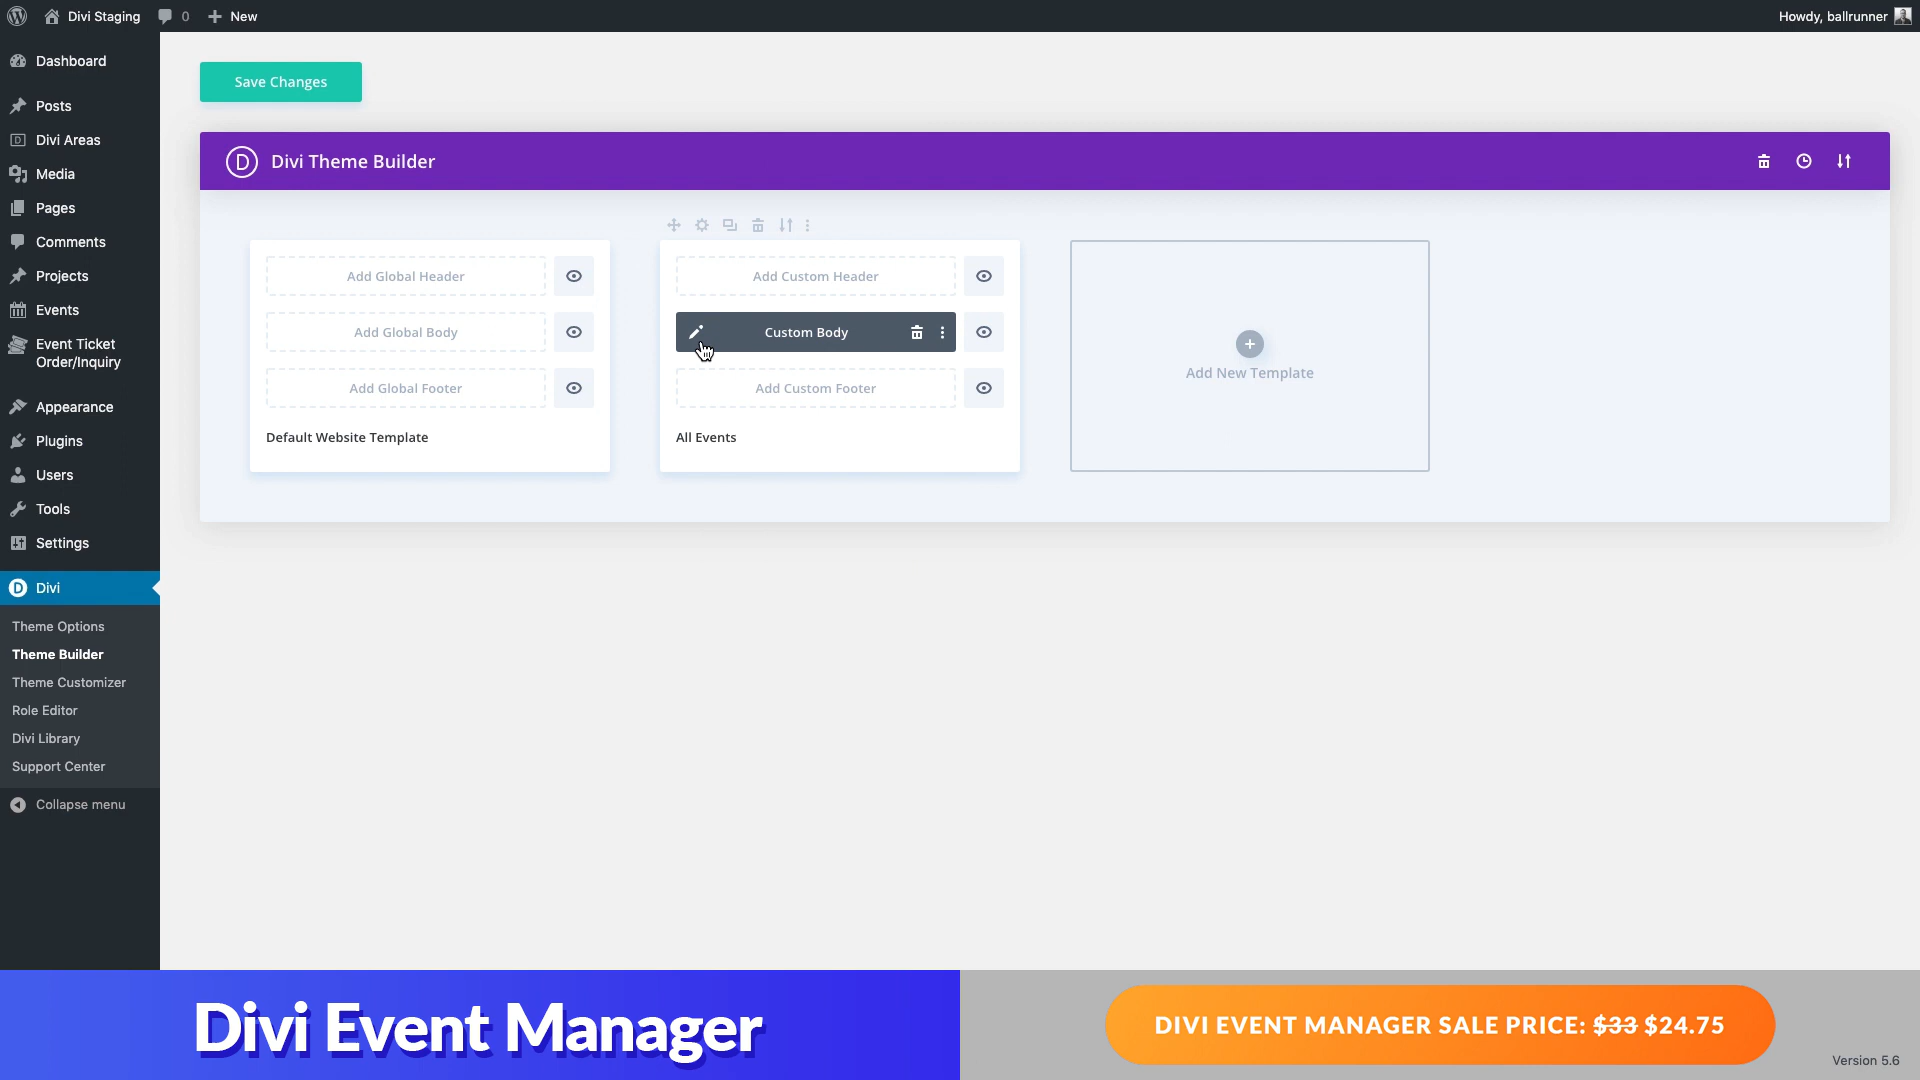 Divi Staging
0
New
Howdy, ballrunner
Dashboard
Posts
Divi Areas
Media
Pages
Comments
Projects
Events
Event Ticket
Order/Inquiry
Appearance
Plugins
Users
Tools
Settings
Divi
Theme Options
Theme Builder
Theme Customizer
Role Editor
Divi Library
Support Center
Collapse menu
Save Changes
D
Divi Theme Builder
Add Global Header
Add Global Body
Add Global Footer
Default Website Template
Add Custom Header
Custom Body
Add Custom Footer
All Events
Add New Template
Divi Event Manager
DIVI EVENT MANAGER SALE PRICE: $33 $24.75
Version 5.6